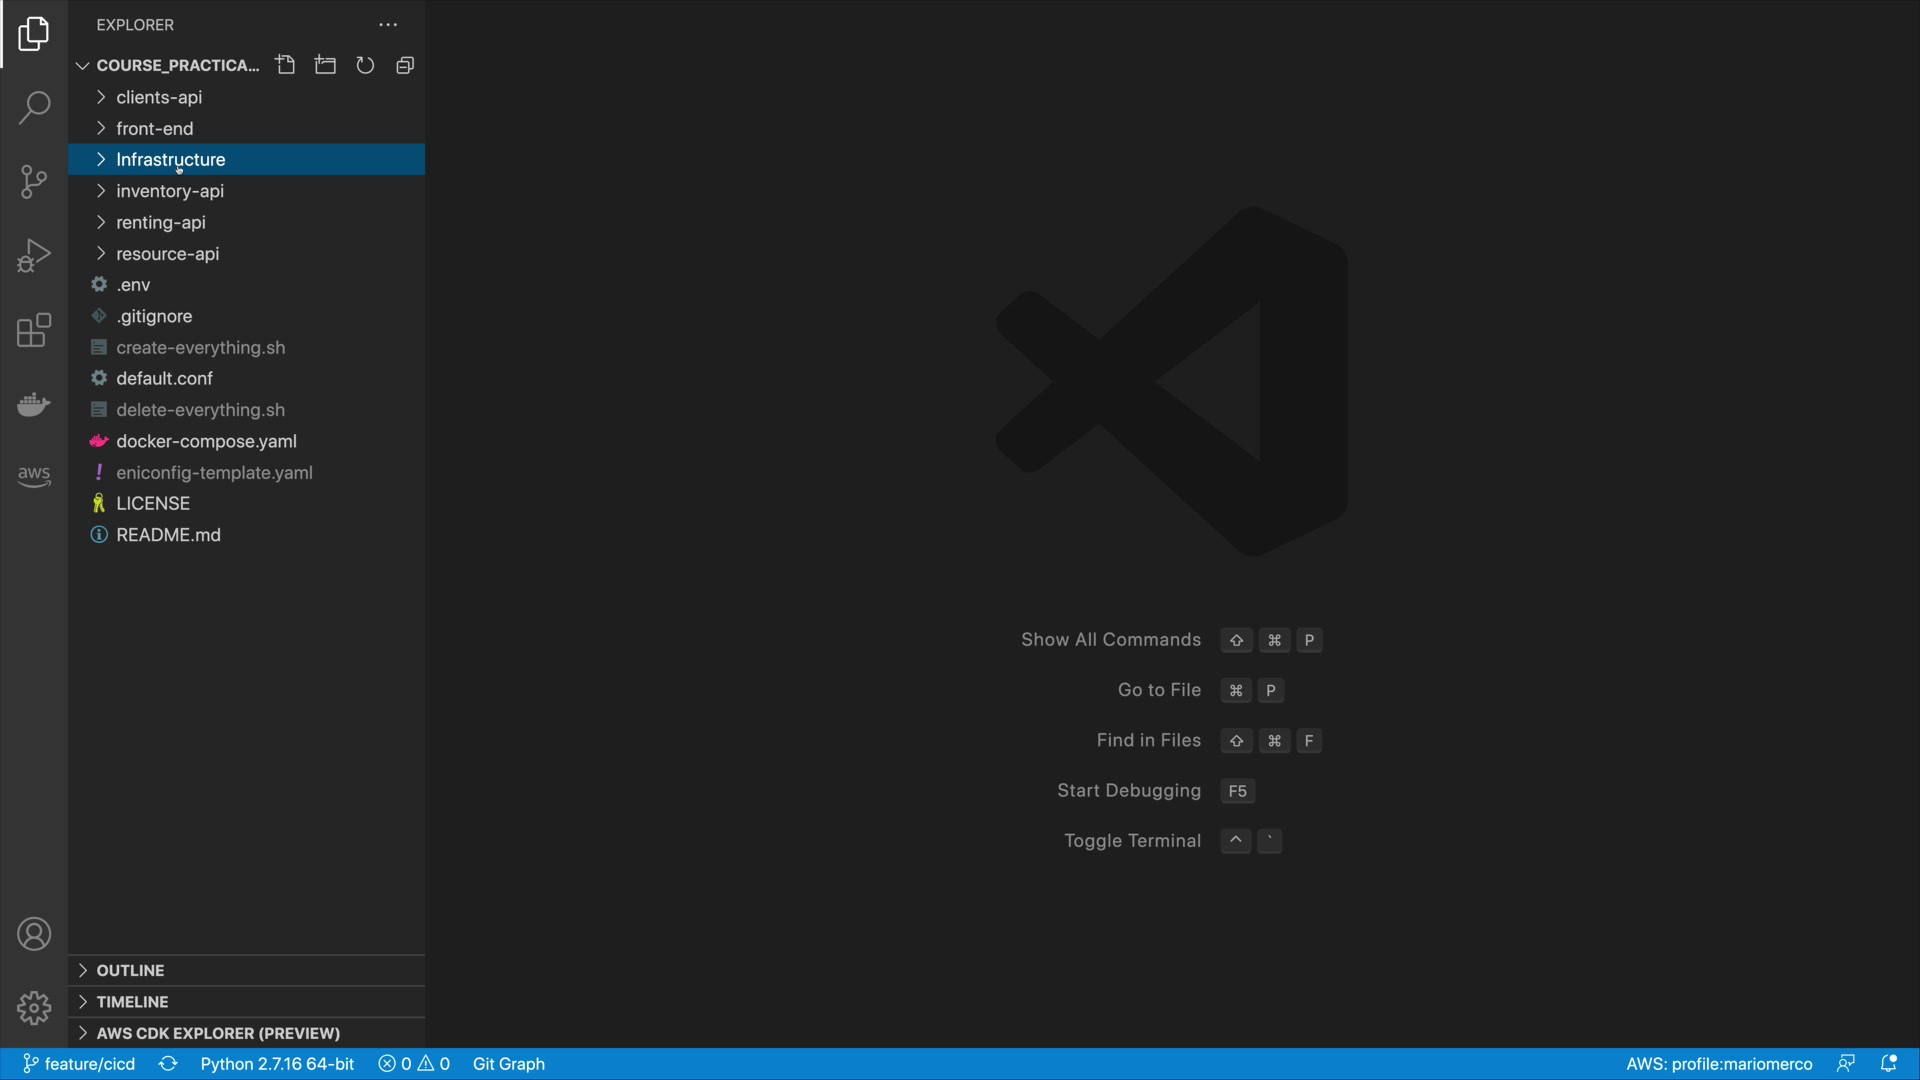 EXPLORER
COURSE_PRACTICA...
clients-api
front-end
Infrastructure
inventory-api
renting-api
resource-api
.env
.gitignore
create-everything.sh
default.conf
delete-everything.sh
docker-compose.yaml
! eniconfig-template.yaml
LICENSE
README.md
aws
Show All Commands ⇧ ⌘ P
Go to File ⌘ P
Find in Files ⇧ ⌘ F
Start Debugging F5
Toggle Terminal ^ `
OUTLINE
TIMELINE
AWS CDK EXPLORER (PREVIEW)
feature/cicd Python 2.7.16 64-bit 0 0 Git Graph AWS: profile:mariomerco